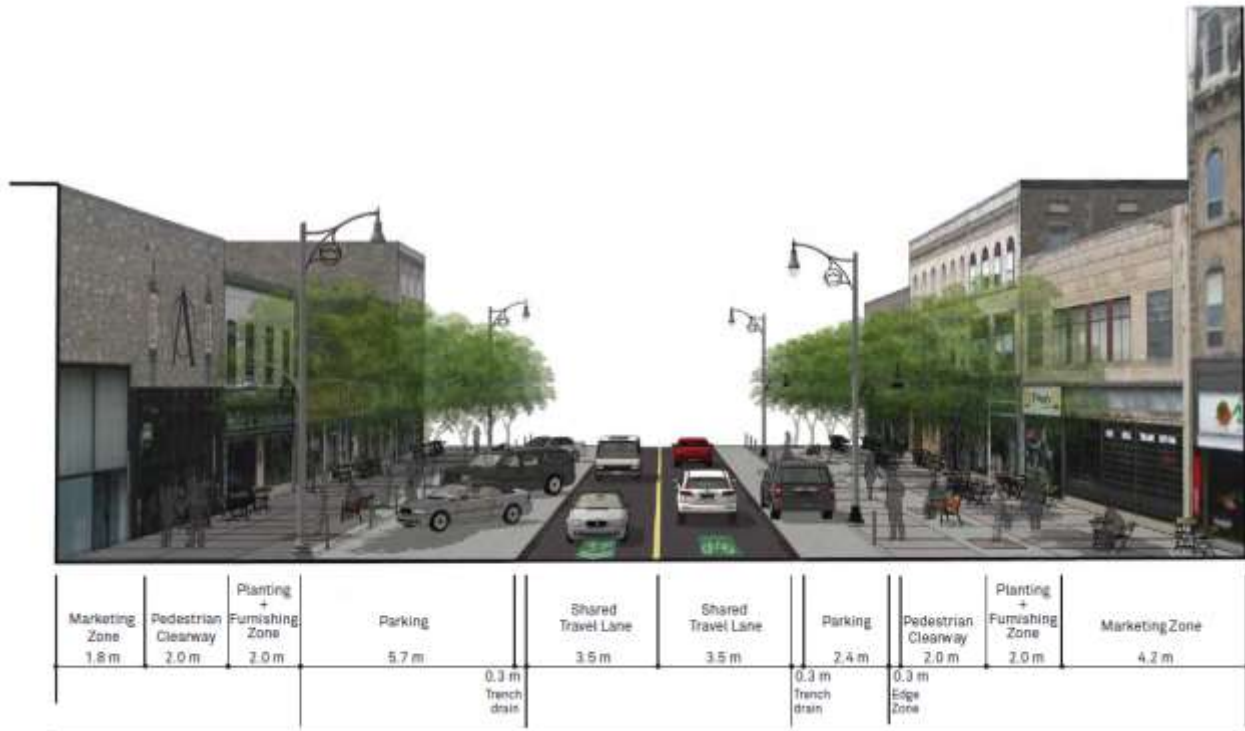 Marketing
Zone
1.8 m
Pedestrian
Clearway
2.0 m
Planting
+
Furnishing
Zone
2.0 m
Parking
5.7 m
0.3 m
Trench
drain
Shared
Travel Lane
3.5 m
Shared
Travel Lane
3.5 m
0.3 m
Trench
drain
Parking
2.4 m
0.3 m
Edge
Zone
Pedestrian
Clearway
2.0 m
Planting
+
Furnishing
Zone
2.0 m
Marketing Zone
4.2 m